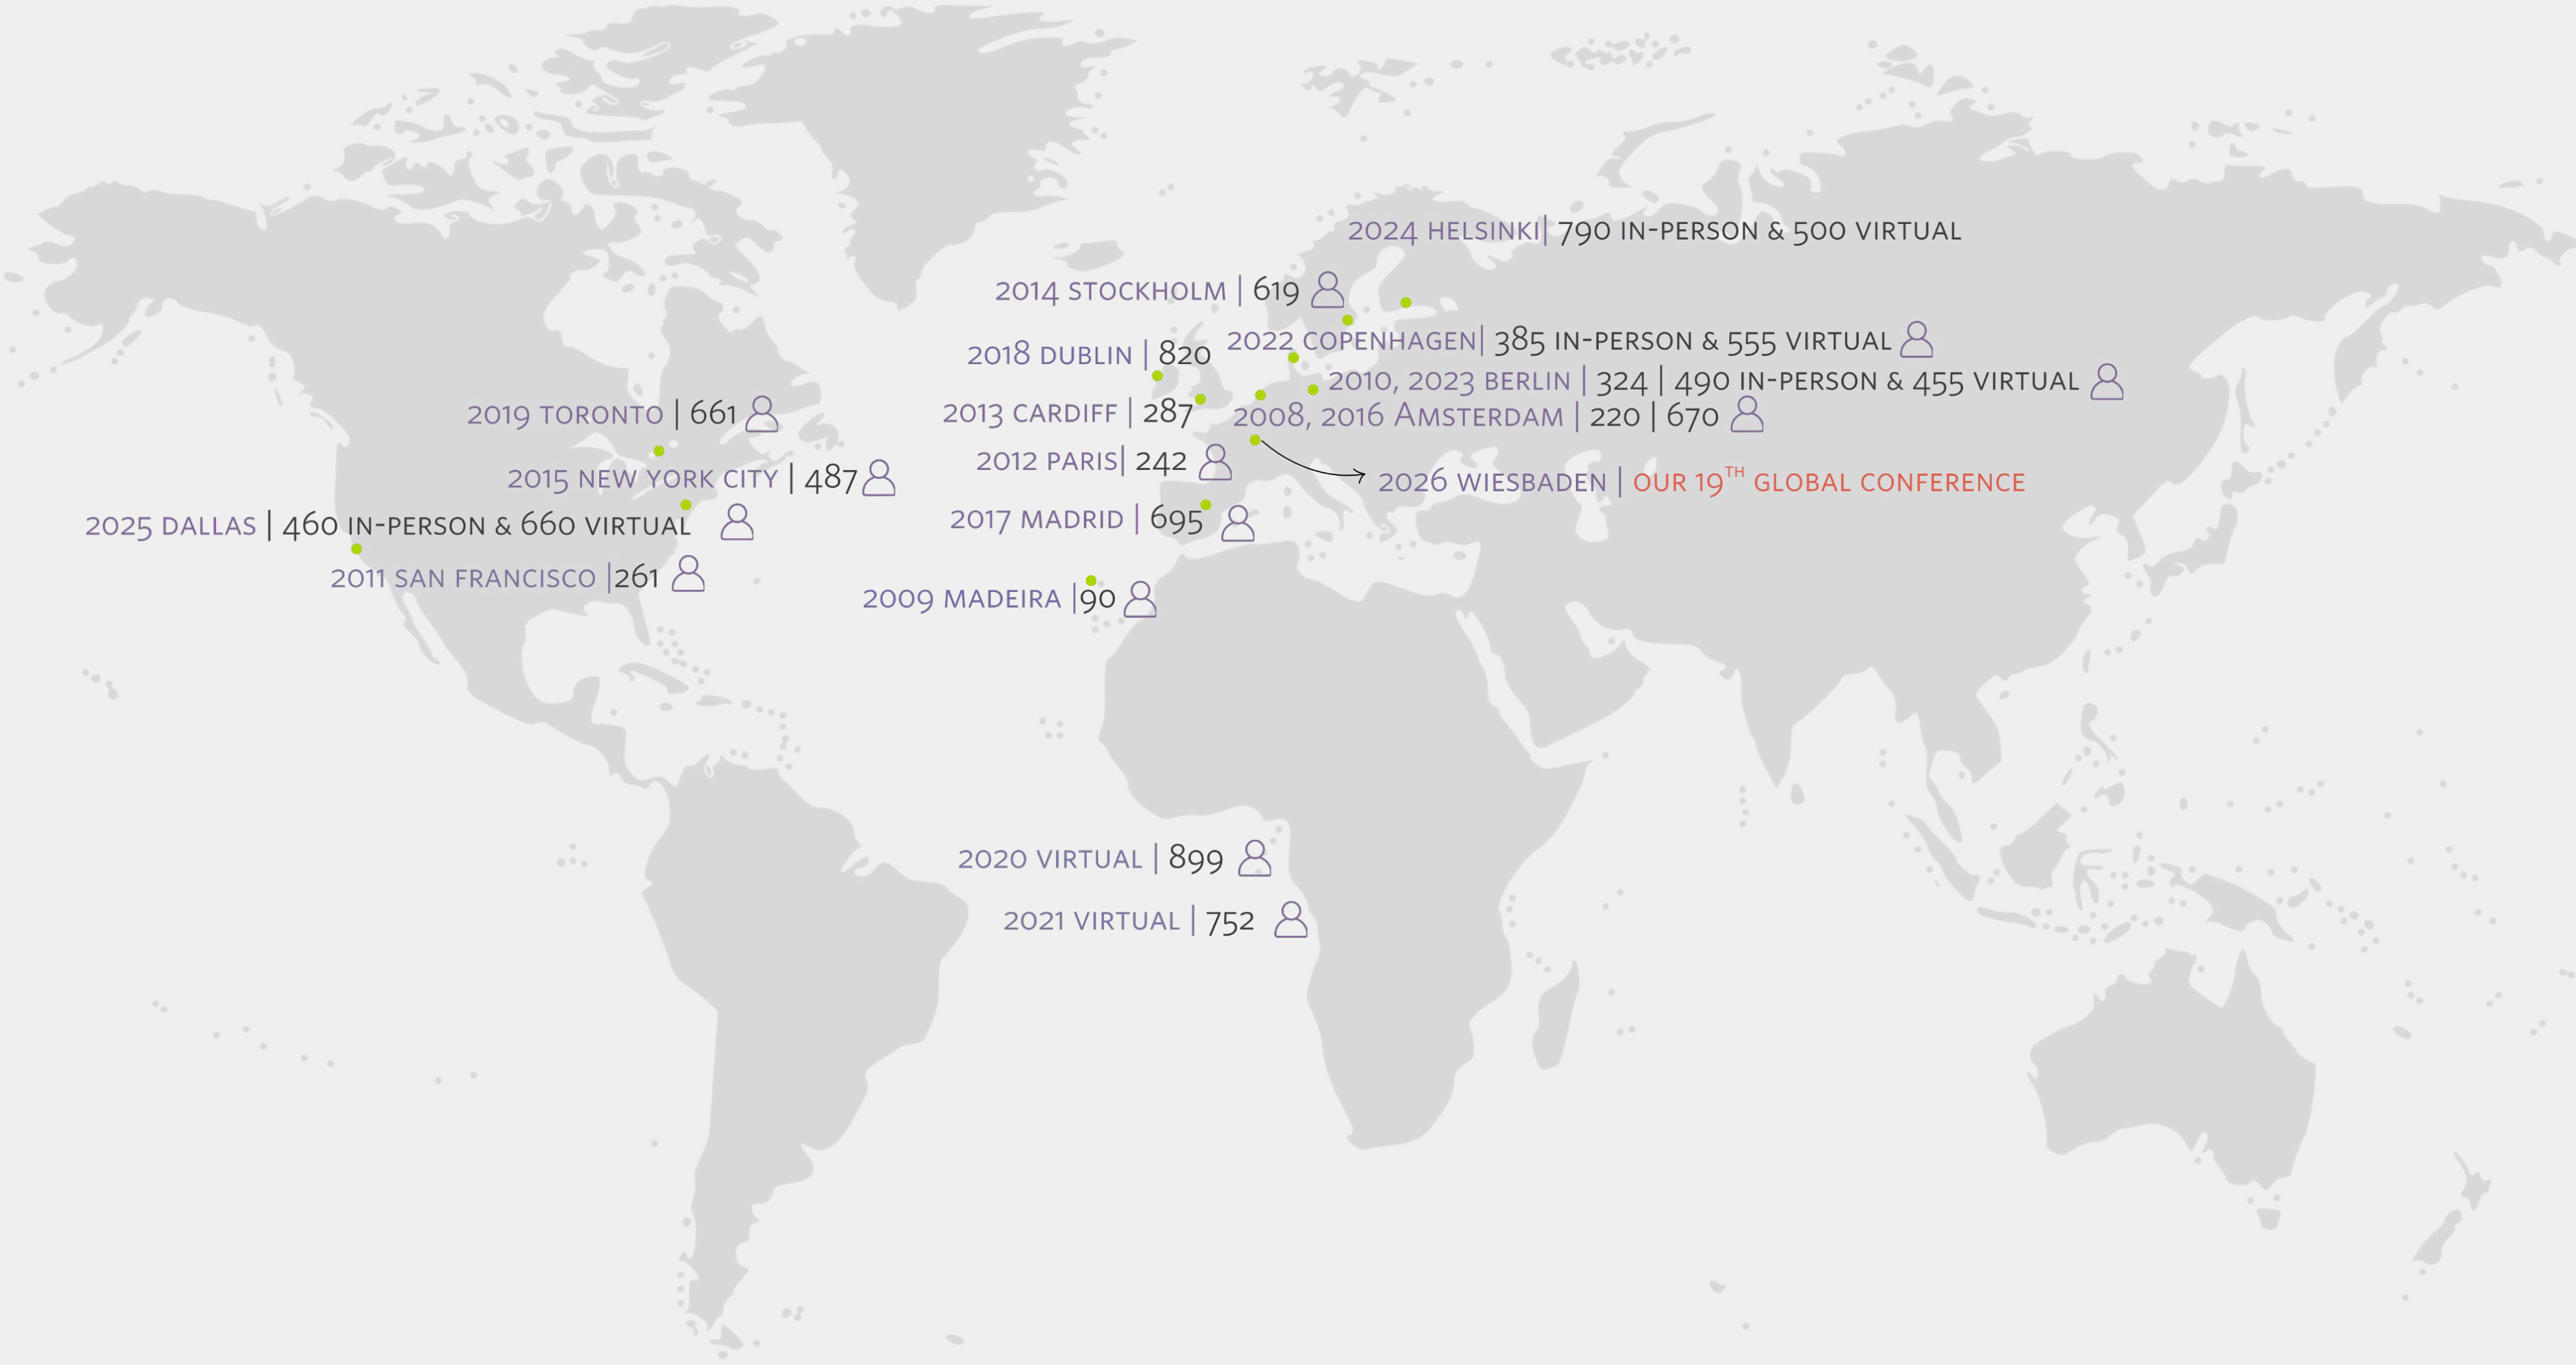 2024 HELSINKI| 790 IN-PERSON & 500 VIRTUAL
2014 STOCKHOLM | 619
2018 DUBLIN | 820
2022 COPENHAGEN| 385 IN-PERSON & 555 VIRTUAL
2010, 2023 BERLIN | 324 | 490 IN-PERSON & 455 VIRTUAL
2019 TORONTO | 661
2013 CARDIFF | 287
2008, 2016 AMSTERDAM | 220 | 670
2012 PARIS| 242
2015 NEW YORK CITY | 487
2026 WIESBADEN | OUR 19TH GLOBAL CONFERENCE
2025 DALLAS | 460 IN-PERSON & 660 VIRTUAL
2017 MADRID | 695
2011 SAN FRANCISCO |261
2009 MADEIRA |90
2020 VIRTUAL | 899
2021 VIRTUAL | 752